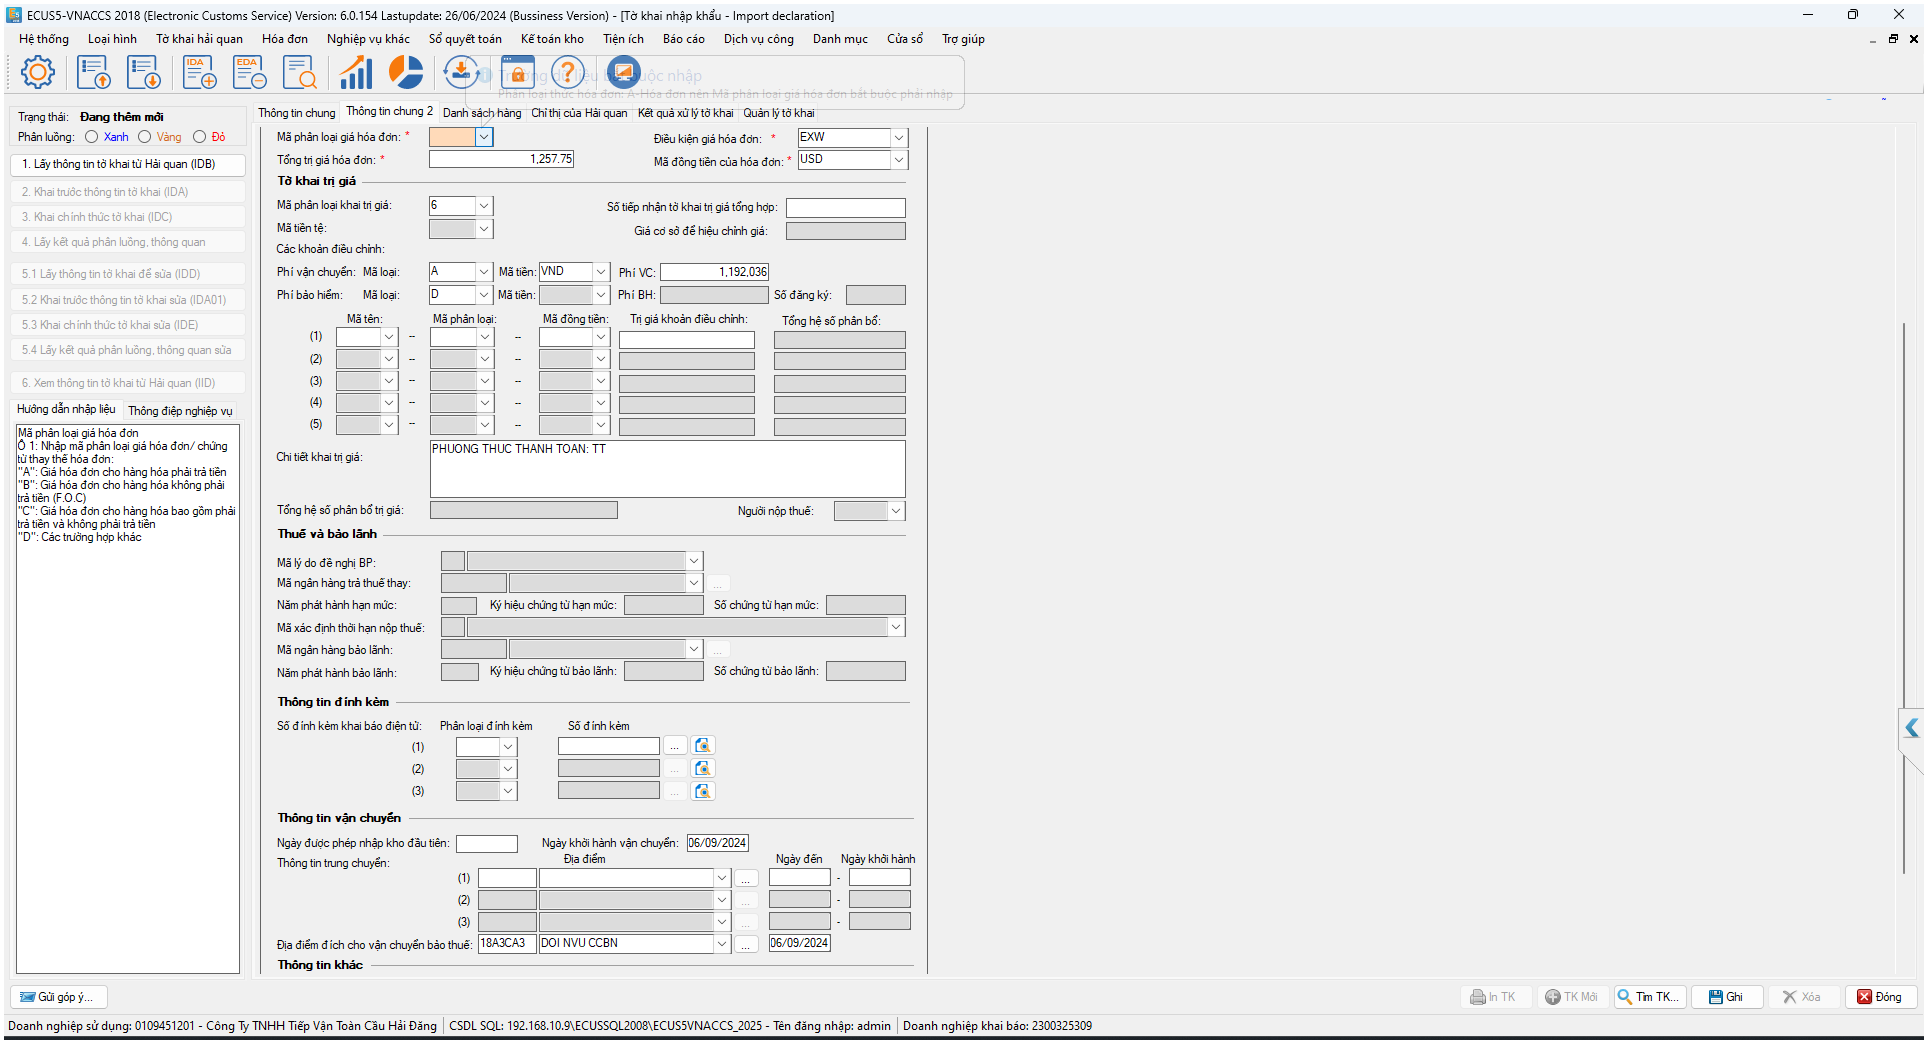 ECUS5-VNACCS 2018 (Electronic Customs Service) Version: 6.0.154 Lastupdate: 26/06/2024 (Bussiness Version) - [Tờ khai nhập khẩu - Import declaration]
Hệ thống Loại hình Tờ khai hải quan Hóa đơn Nghiệp vụ khác Sổ quyết toán Kế toán kho Tiện ích Báo cáo Dịch vụ công Danh mục Cửa sổ Trợ giúp
IDA EDA
Trường dữ liệu bắt buộc nhập
Phân loại thức hóa đơn: A-Hóa đơn nên Mã phân loại giá hóa đơn bắt buộc phải nhập
Trạng thái: Đang thêm mới
Phân luồng: Xanh Vàng Đỏ
1. Lấy thông tin tờ khai từ Hải quan (IDB)
2. Khai trước thông tin tờ khai (IDA)
3. Khai chính thức tờ khai (IDC)
4. Lấy kết quả phân luồng, thông quan
5.1 Lấy thông tin tờ khai để sửa (IDD)
5.2 Khai trước thông tin tờ khai sửa (IDA01)
5.3 Khai chính thức tờ khai sửa (IDE)
5.4 Lấy kết quả phân luồng, thông quan sửa
6. Xem thông tin tờ khai từ Hải quan (IID)
Hướng dẫn nhập liệu Thông điệp nghiệp vụ
Mã phân loại giá hóa đơn
Ô 1: Nhập mã phân loại giá hóa đơn/ chứng
từ thay thế hóa đơn:
"A": Giá hóa đơn cho hàng hóa phải trả tiền
"B": Giá hóa đơn cho hàng hóa không phải
trả tiền (F.O.C)
"C": Giá hóa đơn cho hàng hóa bao gồm phải
trả tiền và không phải trả tiền
"D": Các trường hợp khác
Thông tin chung Thông tin chung 2 Danh sách hàng Chỉ thị của Hải quan Kết quả xử lý tờ khai Quản lý tờ khai
Mã phân loại giá hóa đơn: * Điều kiện giá hóa đơn: * EXW
Tổng trị giá hóa đơn: * 1,257.75 Mã đồng tiền của hóa đơn: * USD
Tờ khai trị giá
Mã phân loại khai trị giá: 6 Số tiếp nhận tờ khai trị giá tổng hợp:
Mã tiền tệ: Giá cơ sở để hiệu chỉnh giá:
Các khoản điều chỉnh:
Phí vận chuyển: Mã loại: A Mã tiền: VND Phí VC: 1,192,036
Phí bảo hiểm: Mã loại: D Mã tiền: Phí BH: Số đăng ký:
Mã tên: Mã phân loại: Mã đồng tiền: Trị giá khoản điều chỉnh: Tổng hệ số phân bổ:
(1) -- --
(2) -- --
(3) -- --
(4) -- --
(5) -- --
Chi tiết khai trị giá: PHUONG THUC THANH TOAN: TT
Tổng hệ số phân bổ trị giá: Người nộp thuế:
Thuế và bảo lãnh
Mã lý do đề nghị BP:
Mã ngân hàng trả thuế thay: ...
Năm phát hành hạn mức: Ký hiệu chứng từ hạn mức: Số chứng từ hạn mức:
Mã xác định thời hạn nộp thuế:
Mã ngân hàng bảo lãnh: ...
Năm phát hành bảo lãnh: Ký hiệu chứng từ bảo lãnh: Số chứng từ bảo lãnh:
Thông tin đính kèm
Số đính kèm khai báo điện tử: Phân loại đính kèm Số đính kèm
(1) ...
(2) ...
(3) ...
Thông tin vận chuyển
Ngày được phép nhập kho đầu tiên: Ngày khởi hành vận chuyển: 06/09/2024
Thông tin trung chuyển: Địa điểm Ngày đến Ngày khởi hành
(1) ... -
(2) ... -
(3) ... -
Địa điểm đích cho vận chuyển bảo thuế: 18A3CA3 DOI NVU CCBN ... 06/09/2024
Thông tin khác
Gửi góp ý... In TK TK Mới Tìm TK... Ghi Xóa Đóng
Doanh nghiệp sử dụng: 0109451201 - Công Ty TNHH Tiếp Vận Toàn Cầu Hải Đăng CSDL SQL: 192.168.10.9\ECUSSQL2008\ECUS5VNACCS_2025 - Tên đăng nhập: admin Doanh nghiệp khai báo: 2300325309